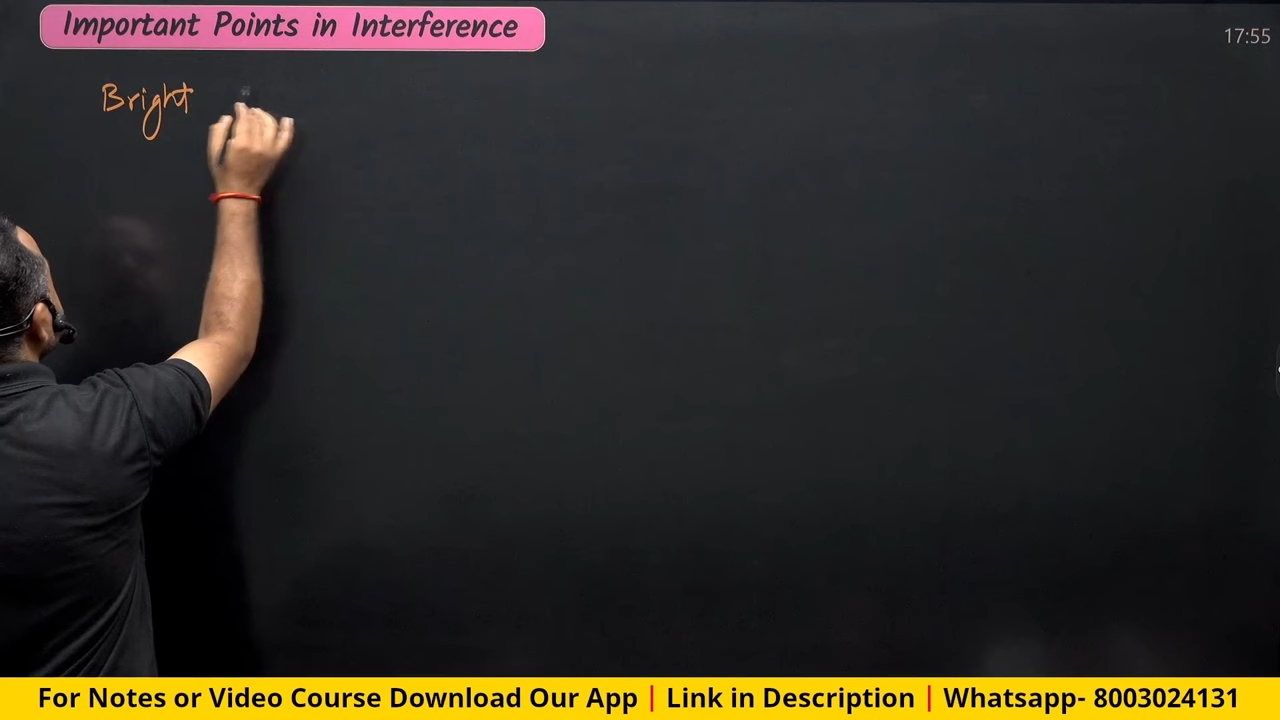 Important Points in Interference
17:55
Bright
For Notes or Video Course Download Our App | Link in Description | Whatsapp- 8003024131